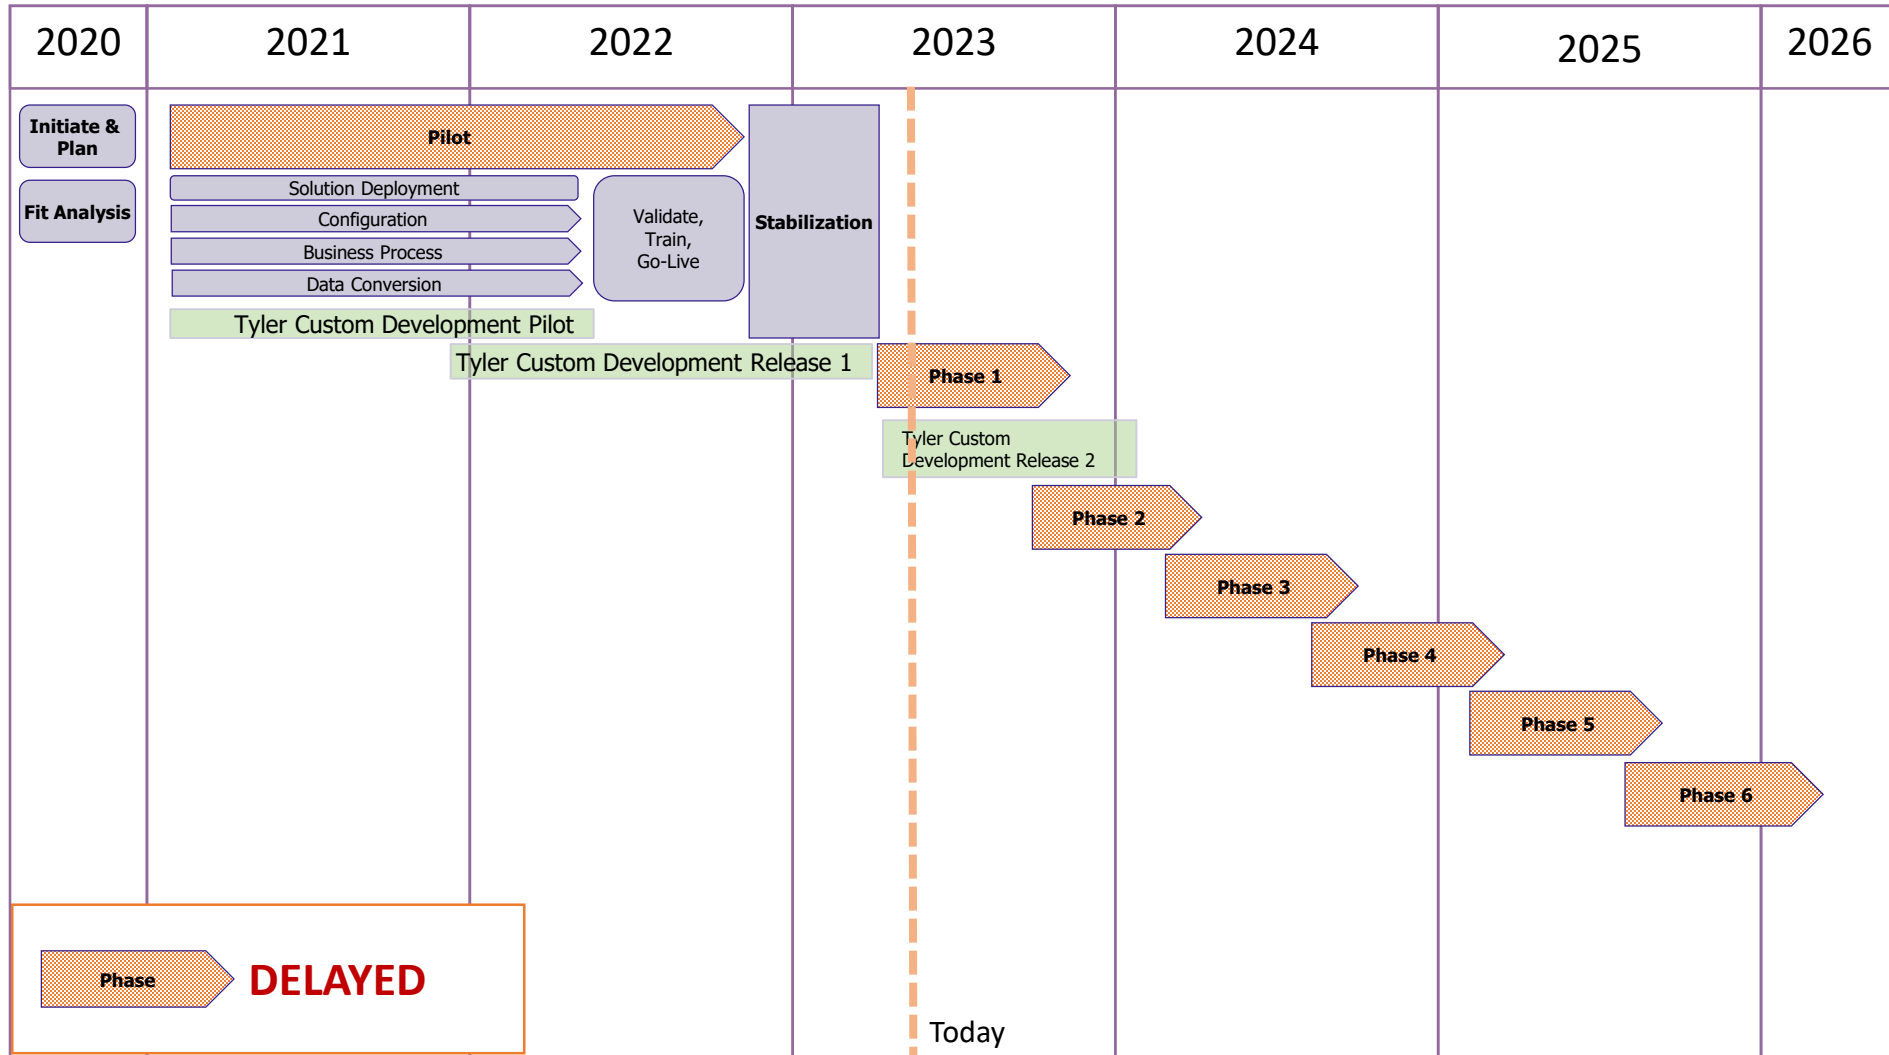 2020
2021
2022
2023
2024
2025
2026
Initiate &
Plan
Pilot
Fit Analysis
Solution Deployment
Configuration
Business Process
Data Conversion
Validate,
Train,
Go-Live
Stabilization
Tyler Custom Development Pilot
Tyler Custom Development Release 1
Phase 1
Tyler Custom
Development Release 2
Phase 2
Phase 3
Phase 4
Phase 5
Phase 6
Phase
DELAYED
Today